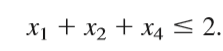 x₁ + x₂ + x₄ ≤ 2.